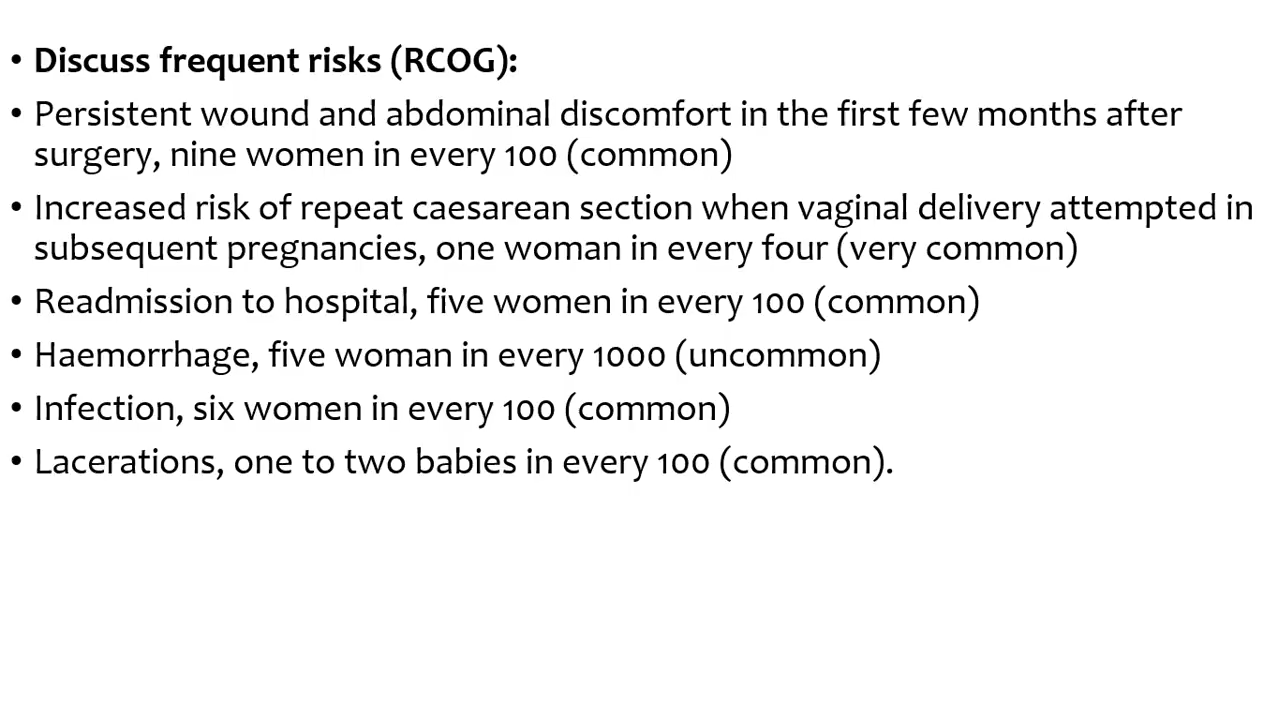 • Discuss frequent risks (RCOG):
• Persistent wound and abdominal discomfort in the first few months after
surgery, nine women in every 100 (common)
• Increased risk of repeat caesarean section when vaginal delivery attempted in
subsequent pregnancies, one woman in every four (very common)
• Readmission to hospital, five women in every 100 (common)
• Haemorrhage, five woman in every 1000 (uncommon)
• Infection, six women in every 100 (common)
• Lacerations, one to two babies in every 100 (common).